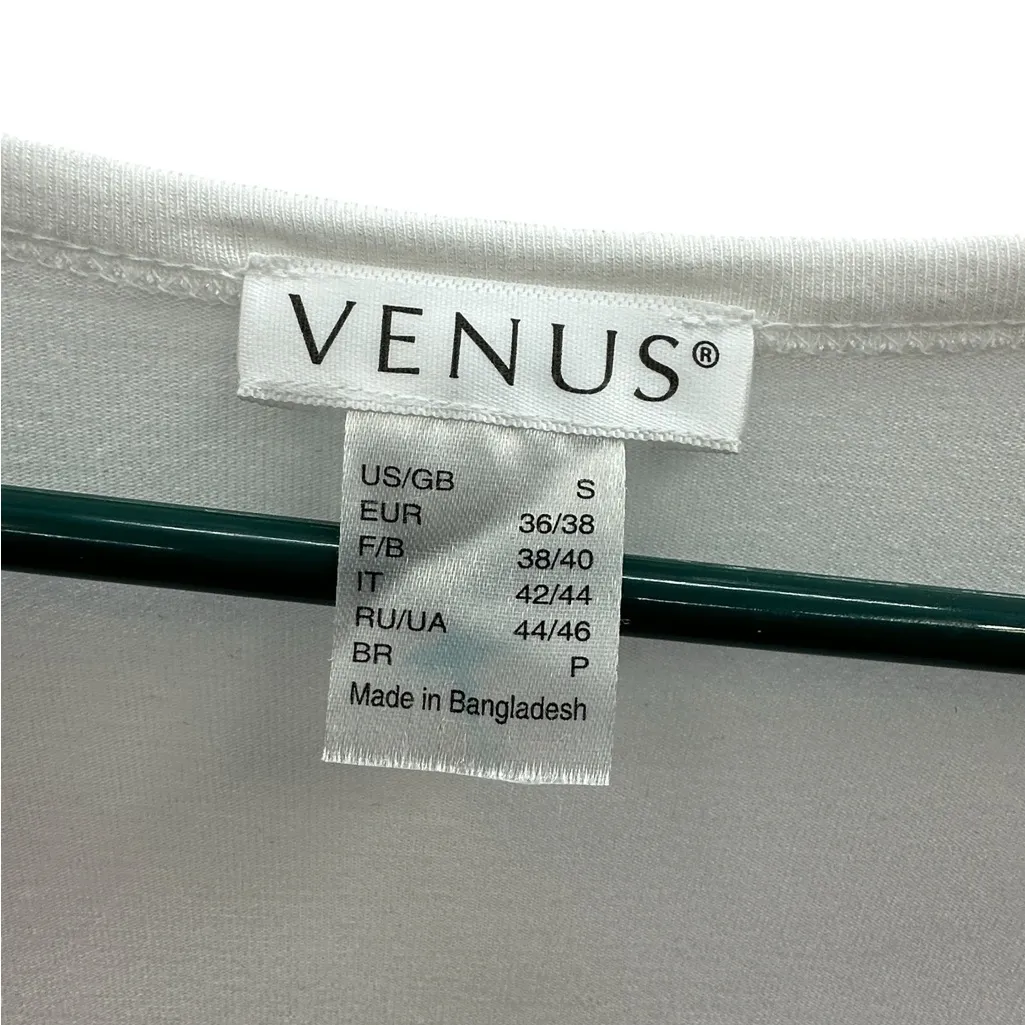 VENUS®
US/GB S
EUR 36/38
F/B 38/40
IT 42/44
RU/UA 44/46
BR P
Made in Bangladesh